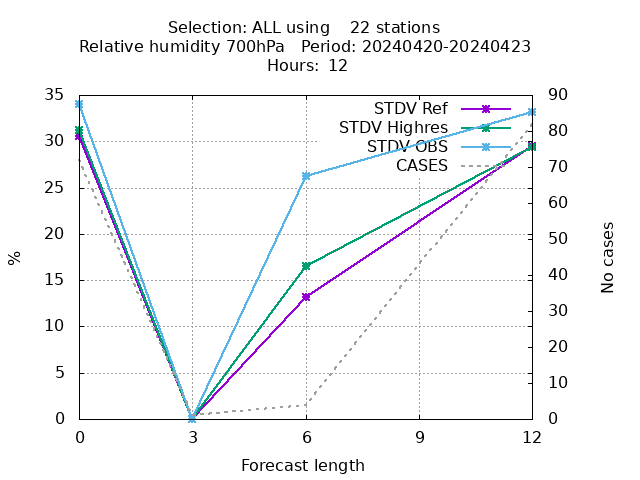 Selection: ALL using    22 stations
Relative humidity 700hPa   Period: 20240420-20240423
Hours: 12
35
30
25
20
15
10
5
0
%
90
80
70
60
50
40
30
20
10
0
No cases
STDV Ref
STDV Highres
STDV OBS
CASES
0 3 6 9 12
Forecast length